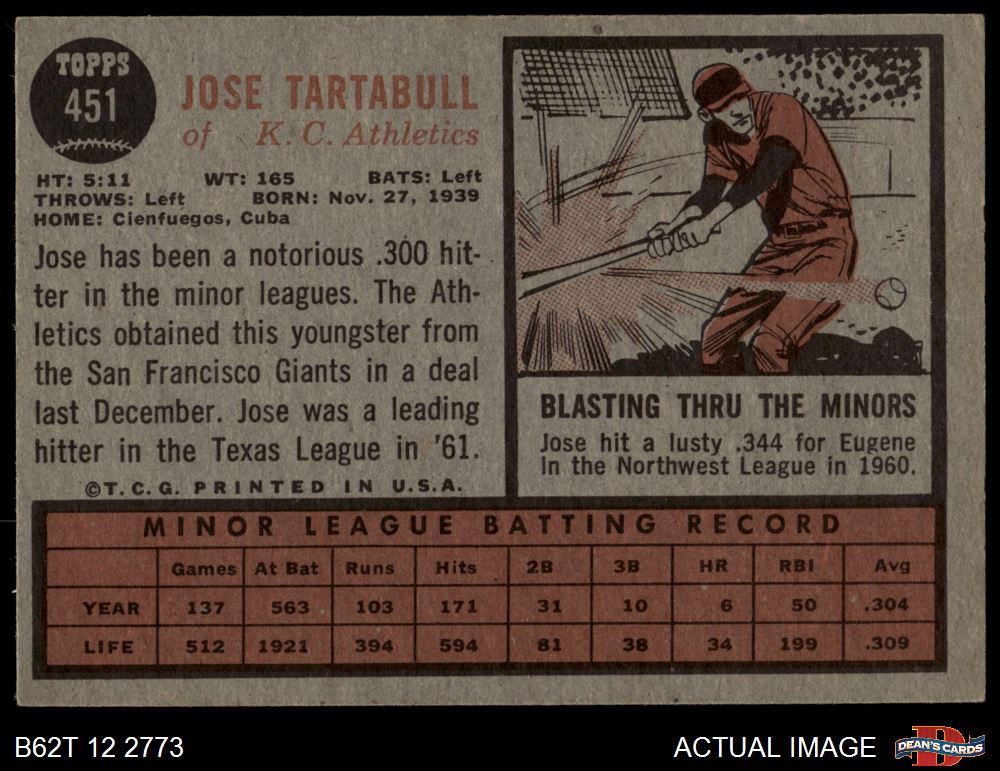 TOPPS
451
JOSE TARTABULL
of K. C. Athletics
HT: 5:11 WT: 165 BATS: Left
THROWS: Left BORN: Nov. 27, 1939
HOME: Cienfuegos, Cuba
Jose has been a notorious .300 hit-
ter in the minor leagues. The Ath-
letics obtained this youngster from
the San Francisco Giants in a deal
last December. Jose was a leading
hitter in the Texas League in '61.
©T.C.G. PRINTED IN U.S.A.
BLASTING THRU THE MINORS
Jose hit a lusty .344 for Eugene
in the Northwest League in 1960.
MINOR LEAGUE BATTING RECORD
Games At Bat Runs Hits 2B 3B HR RBI Avg
YEAR 137 563 103 171 31 10 6 50 .304
LIFE 512 1921 394 594 81 38 34 199 .309
B62T 12 2773
ACTUAL IMAGE
DEAN'S CARDS